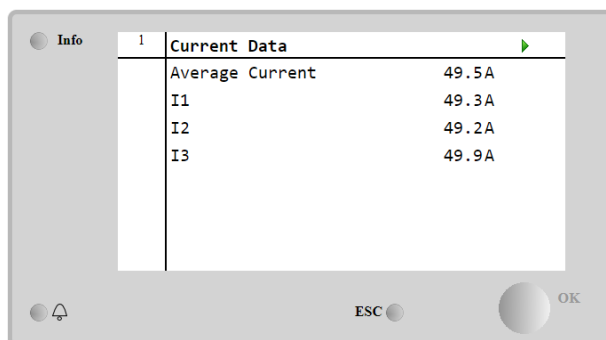 Info
1 Current Data
Average Current 49.5A
I1 49.3A
I2 49.2A
I3 49.9A
ESC OK